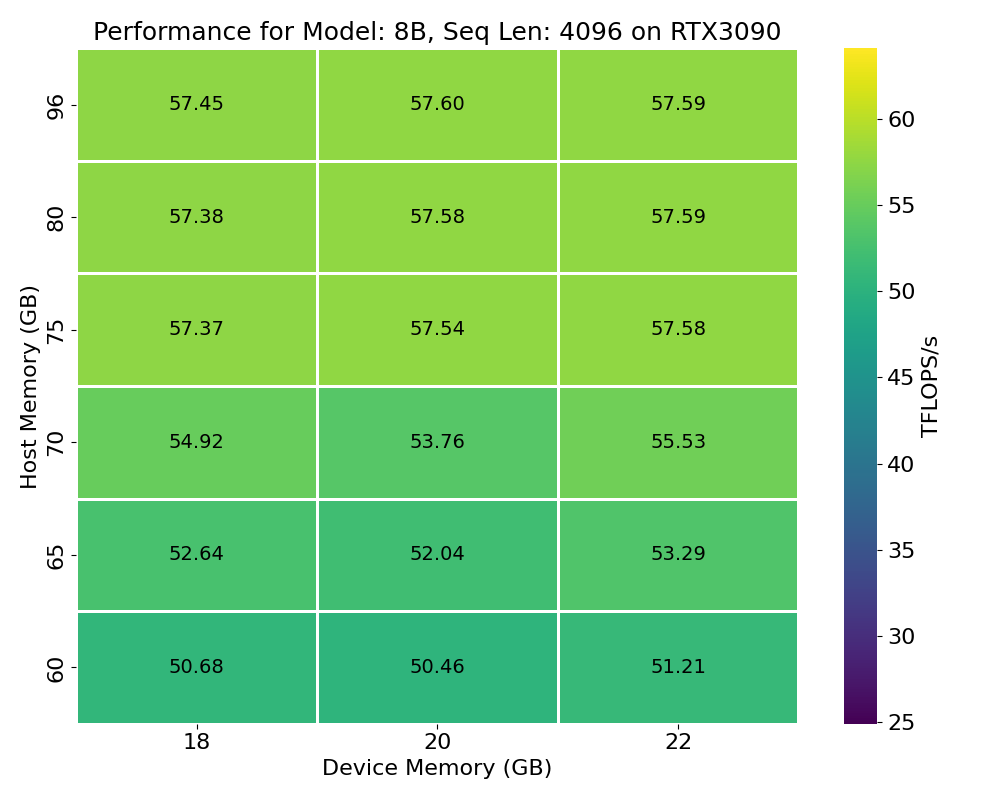 Performance for Model: 8B, Seq Len: 4096 on RTX3090
96 57.45 57.60 57.59
80 57.38 57.58 57.59
75 57.37 57.54 57.58
70 54.92 53.76 55.53
65 52.64 52.04 53.29
60 50.68 50.46 51.21
18 20 22
Device Memory (GB)
Host Memory (GB)
60
55
50
45
40
35
30
25
TFLOPS/s